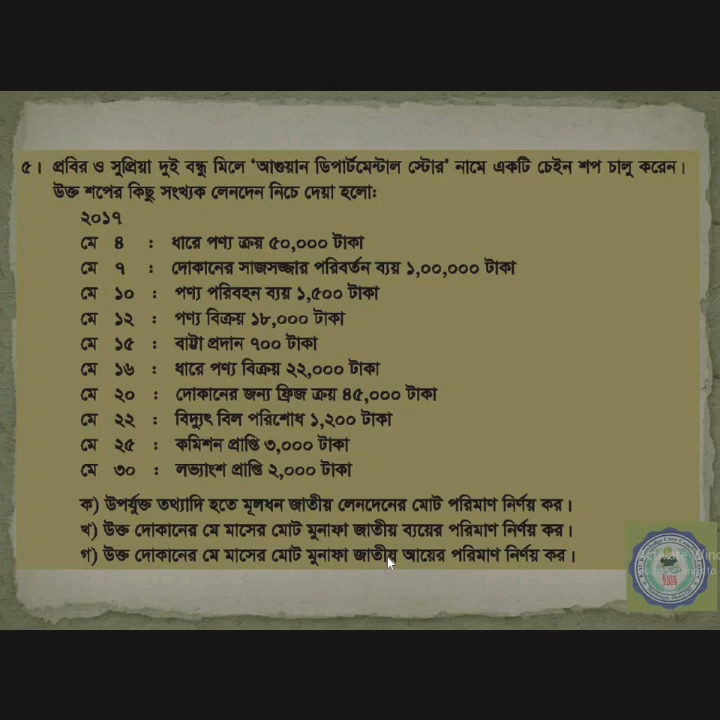 ৫। প্রবির ও সুপ্রিয়া দুই বন্ধু মিলে ‘আগুয়ান ডিপার্টমেন্টাল স্টোর’ নামে একটি চেইন শপ চালু করেন।
উক্ত শপের কিছু সংখ্যক লেনদেন নিচে দেয়া হলো:
২০১৭
মে ৪ : ধারে পণ্য ক্রয় ৫০,০০০ টাকা
মে ৭ : দোকানের সাজসজ্জার পরিবর্তন ব্যয় ১,০০,০০০ টাকা
মে ১০ : পণ্য পরিবহন ব্যয় ১,৫০০ টাকা
মে ১২ : পণ্য বিক্রয় ১৮,০০০ টাকা
মে ১৫ : বাট্টা প্রদান ৭০০ টাকা
মে ১৬ : ধারে পণ্য বিক্রয় ২২,০০০ টাকা
মে ২০ : দোকানের জন্য ফ্রিজ ক্রয় ৪৫,০০০ টাকা
মে ২২ : বিদ্যুৎ বিল পরিশোধ ১,২০০ টাকা
মে ২৫ : কমিশন প্রাপ্তি ৩,০০০ টাকা
মে ৩০ : লভ্যাংশ প্রাপ্তি ২,০০০ টাকা
ক) উপর্যুক্ত তথ্যাদি হতে মূলধন জাতীয় লেনদেনের মোট পরিমাণ নির্ণয় কর।
খ) উক্ত দোকানের মে মাসের মোট মুনাফা জাতীয় ব্যয়ের পরিমাণ নির্ণয় কর।
গ) উক্ত দোকানের মে মাসের মোট মুনাফা জাতীয় আয়ের পরিমাণ নির্ণয় কর।